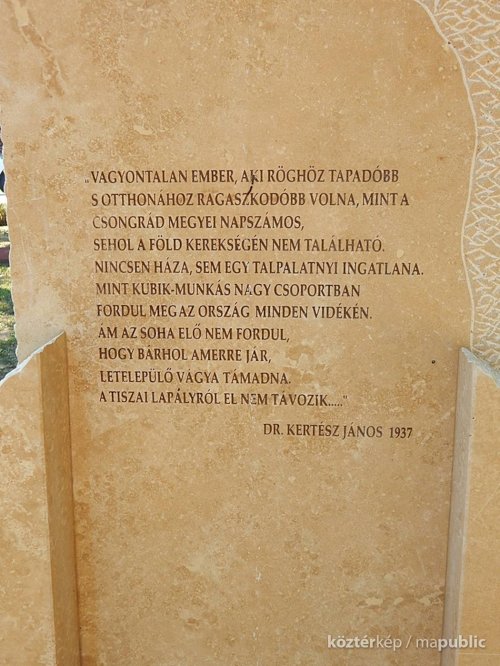 „VAGYONTALAN EMBER, AKI RÖGHÖZ TAPADÓBB
S OTTHONÁHOZ RAGASZKODÓBB VOLNA, MINT A
CSONGRÁD MEGYEI NAPSZÁMOS,
SEHOL A FÖLD KEREKSÉGÉN NEM TALÁLHATÓ.
NINCSEN HÁZA, SEM EGY TALPALATNYI INGATLANA.
MINT KUBIK-MUNKÁS NAGY CSOPORTBAN
FORDUL MEG AZ ORSZÁG MINDEN VIDÉKÉN.
ÁM AZ SOHA ELŐ NEM FORDUL,
HOGY BÁRHOL AMERRE JÁR,
LETELEPÜLŐ VÁGYA TÁMADNA.
A TISZAI LAPÁLYRÓL EL NEM TÁVOZIK....."
DR. KERTÉSZ JÁNOS 1937
köztérkép / mapublic